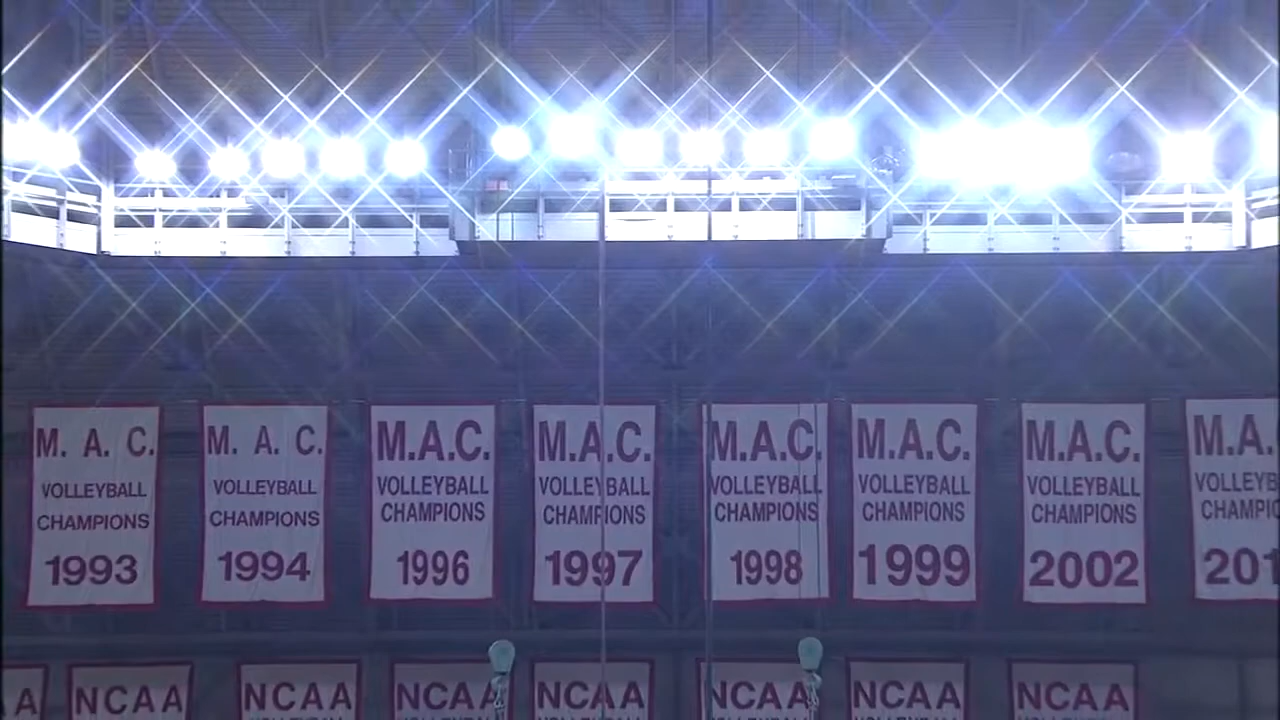 M. A. C.
VOLLEYBALL
CHAMPIONS
1993
M. A. C.
VOLLEYBALL
CHAMPIONS
1994
M.A.C.
VOLLEYBALL
CHAMPIONS
1996
M.A.C.
VOLLEYBALL
CHAMPIONS
1997
M.A.C.
VOLLEYBALL
CHAMPIONS
1998
M.A.C.
VOLLEYBALL
CHAMPIONS
1999
M.A.C.
VOLLEYBALL
CHAMPIONS
2002
M.A.
NCAA
NCAA
NCAA
NCAA
NCAA
NCAA
NCAA